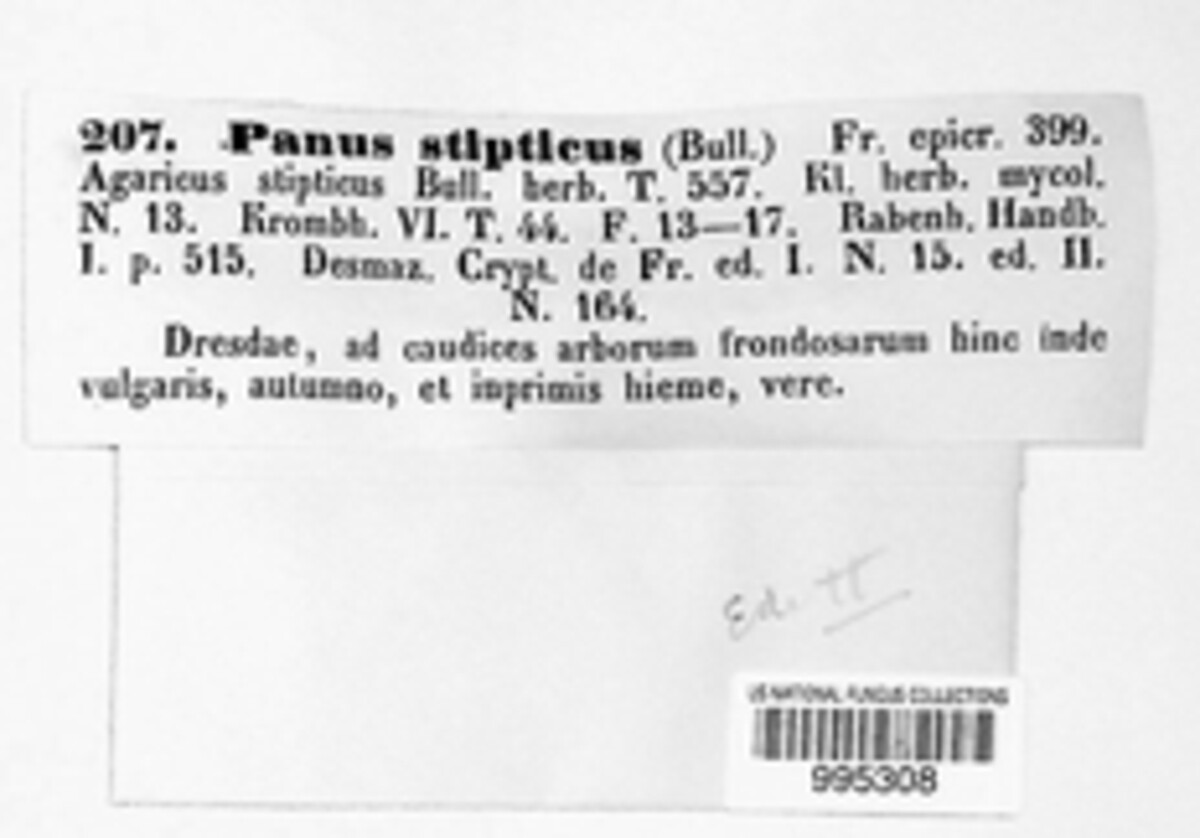 207. Panus stipticus (Bull.) Fr. epicr. 399.
Agaricus stipticus Bull. herb. T. 557. Kl. herb. mycol.
N. 13. Krombh. VI. T. 44. F. 13—17. Rabenh. Handb.
I. p. 515. Desmaz. Crypt. de Fr. ed. I. N. 15. ed. II.
N. 164.
Dresdae, ad caudices arborum frondosarum hinc inde
vulgaris, autumno, et inprimis hieme, vere.
Ed. II
US NATIONAL FUNGUS COLLECTIONS
995308